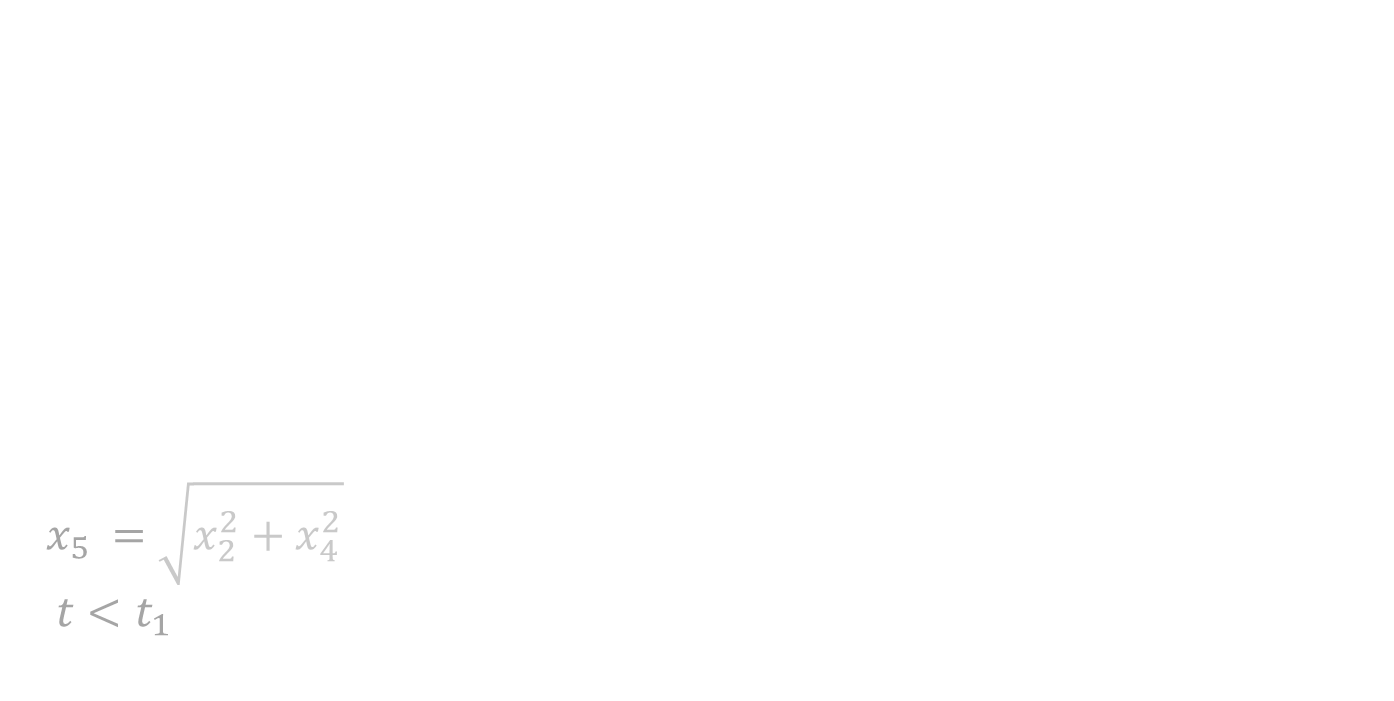 x₅ = √(x₂² + x₄²)
t < t₁